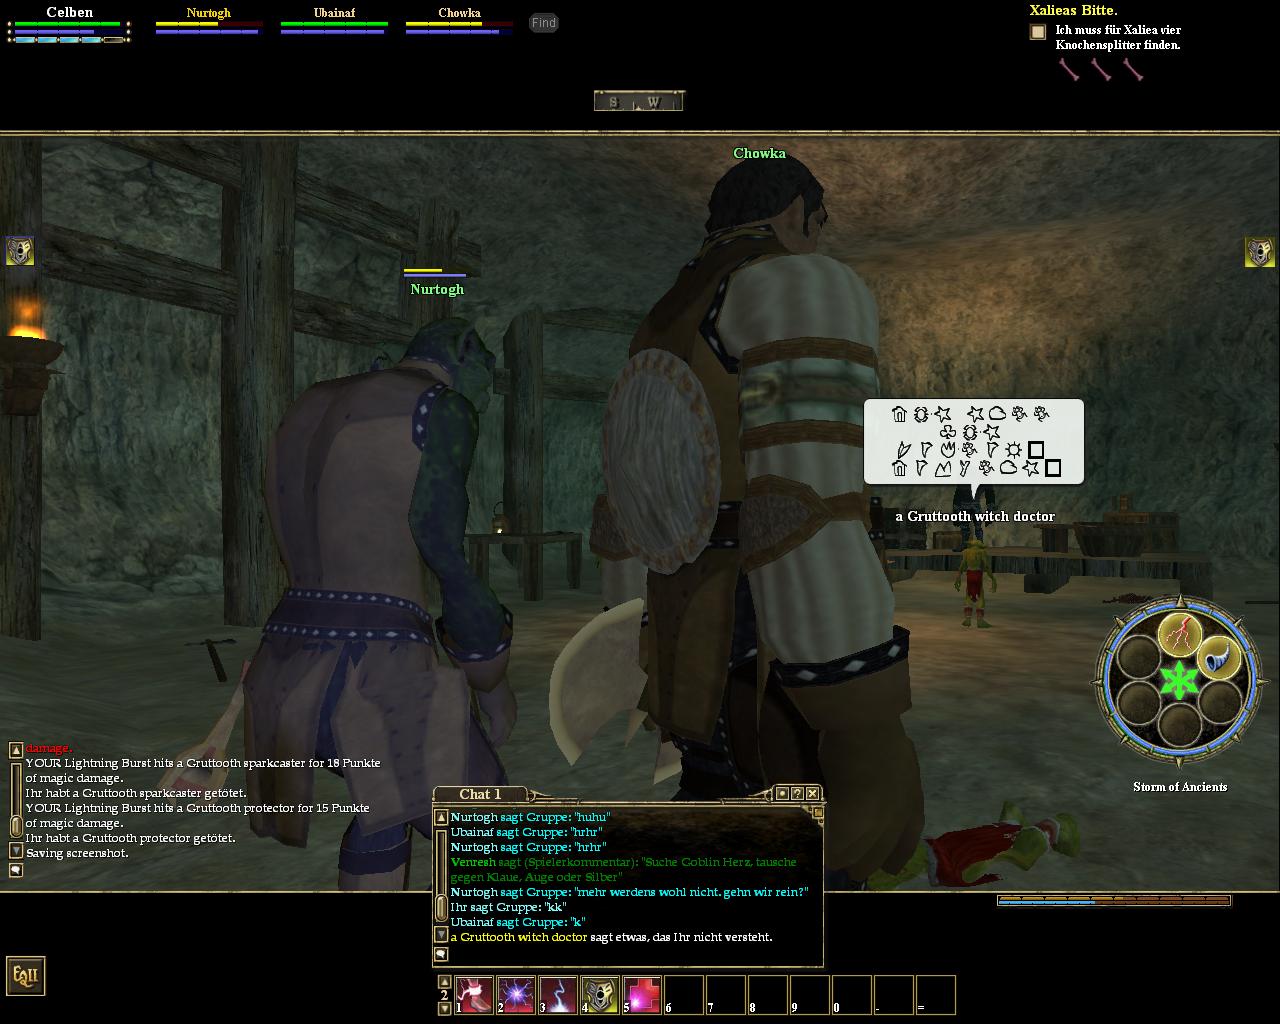 Celben
Nurtogh
Ubainaf
Chowka
Find
Xalieas Bitte.
Ich muss für Xaliea vier
Knochensplitter finden.
S W
Chowka
Nurtogh
a Gruttooth witch doctor
Storm of Ancients
damage.
YOUR Lightning Burst hits a Gruttooth sparkcaster for 18 Punkte
of magic damage.
Ihr habt a Gruttooth sparkcaster getötet.
YOUR Lightning Burst hits a Gruttooth protector for 15 Punkte
of magic damage.
Ihr habt a Gruttooth protector getötet.
Saving screenshot.
Chat 1
Nurtogh sagt Gruppe: "huhu"
Ubainaf sagt Gruppe: "hrhr"
Nurtogh sagt Gruppe: "hrhr"
Venresh sagt (Spielerkommentar): "Suche Goblin Herz, tausche
gegen Klaue, Auge oder Silber"
Nurtogh sagt Gruppe: "mehr werdens wohl nicht. gehn wir rein?"
Ihr sagt Gruppe: "kk"
Ubainaf sagt Gruppe: "k"
a Gruttooth witch doctor sagt etwas, das Ihr nicht versteht.
EQII
2
1 2 3 4 5 6 7 8 9 0 - =